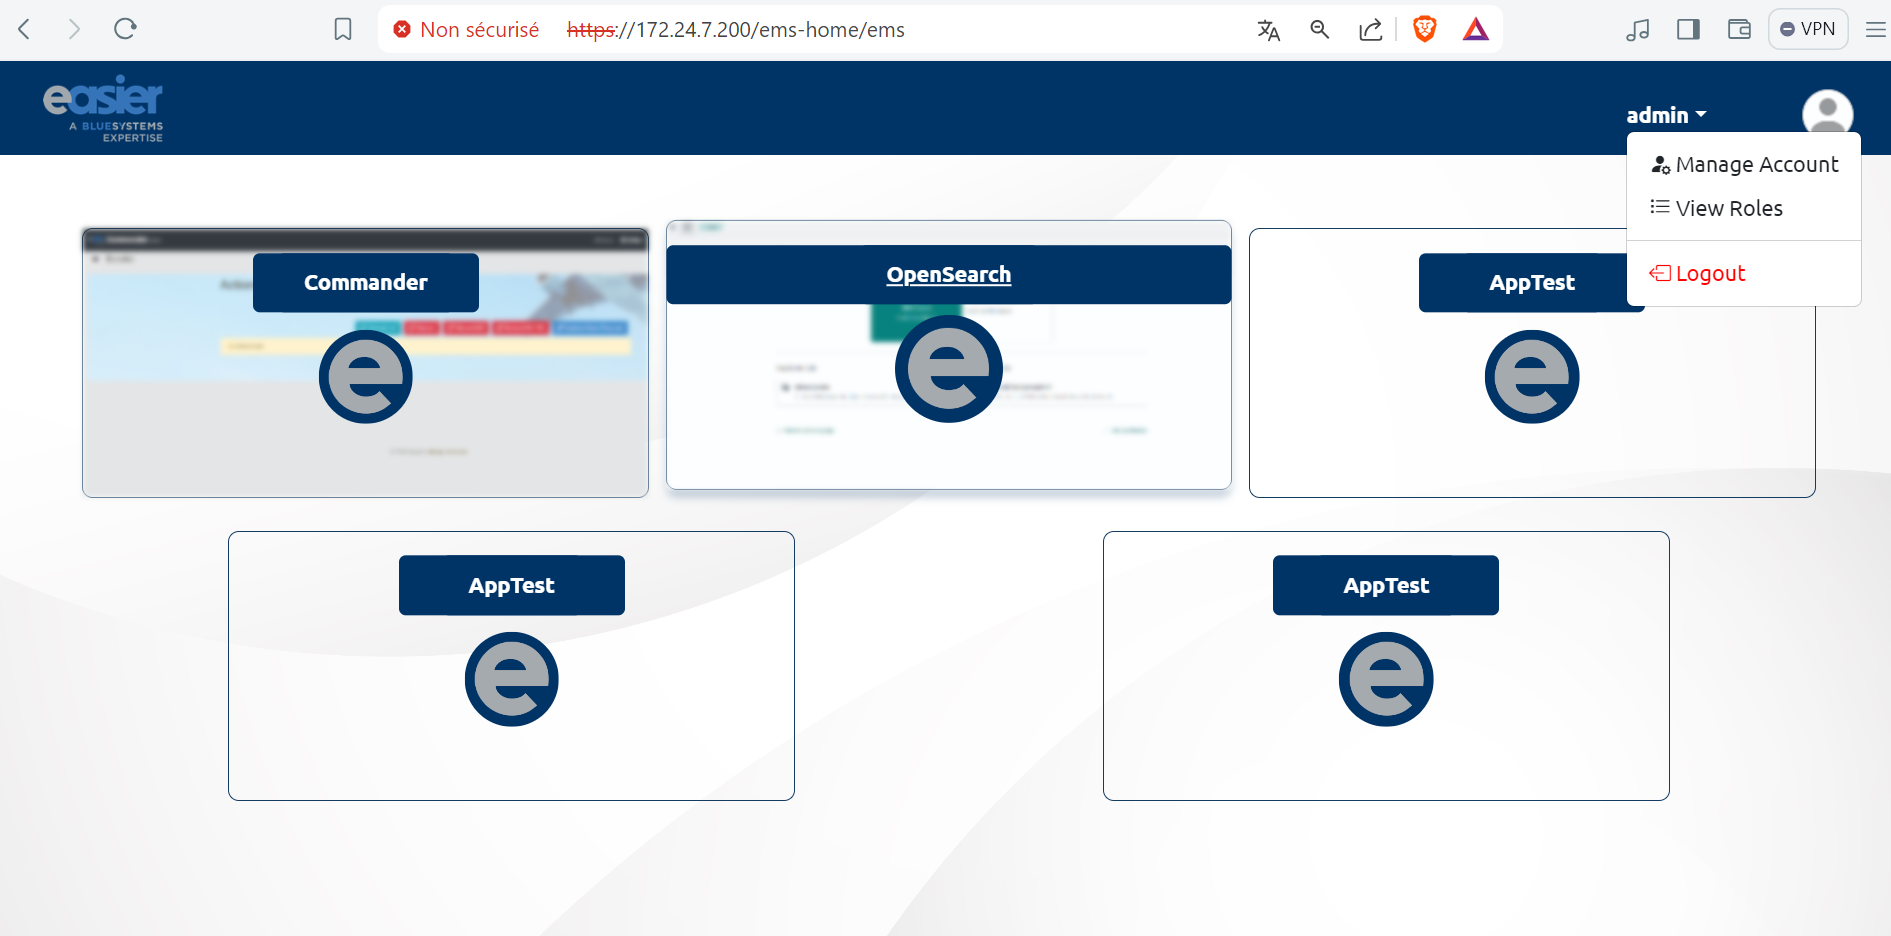 Non sécurisé https://172.24.7.200/ems-home/ems
VPN
easier
A BLUESYSTEMS
EXPERTISE
admin
Manage Account
View Roles
Logout
Commander
OpenSearch
AppTest
AppTest
AppTest